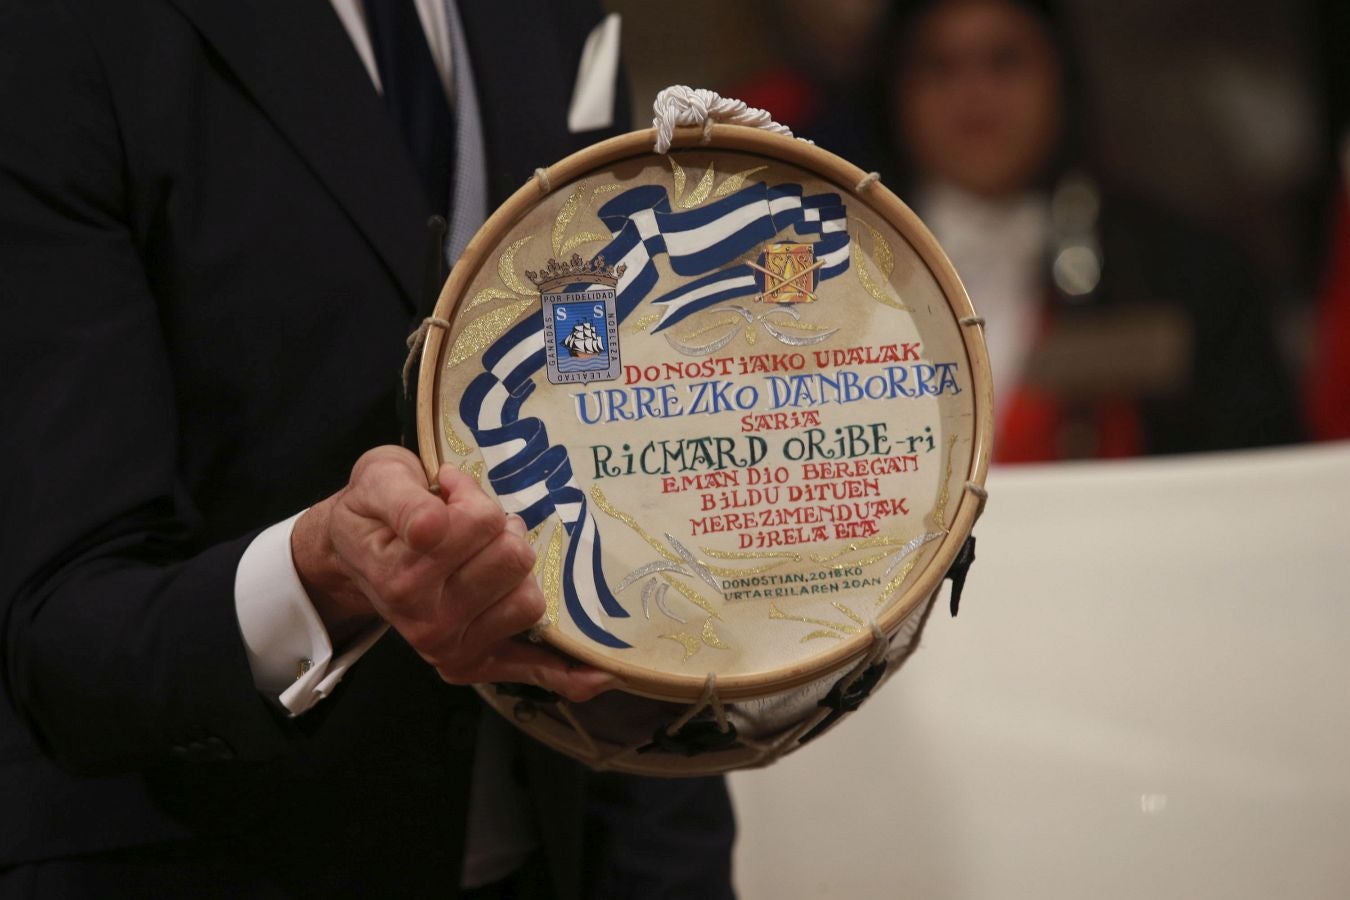 POR FIDELIDAD
GANADAS
NOBLEZA
Y LEALTAD
S S
DONOSTIAKO UDALAK
URREZKO DANBORRA
SARIA
RICHARD ORIBE-ri
EMAN DIO BEREGAN
BILDU DITUEN
MEREZIMENDUAK
DIRELA ETA
DONOSTIAN, 2018KO
URTARRILAREN 20AN